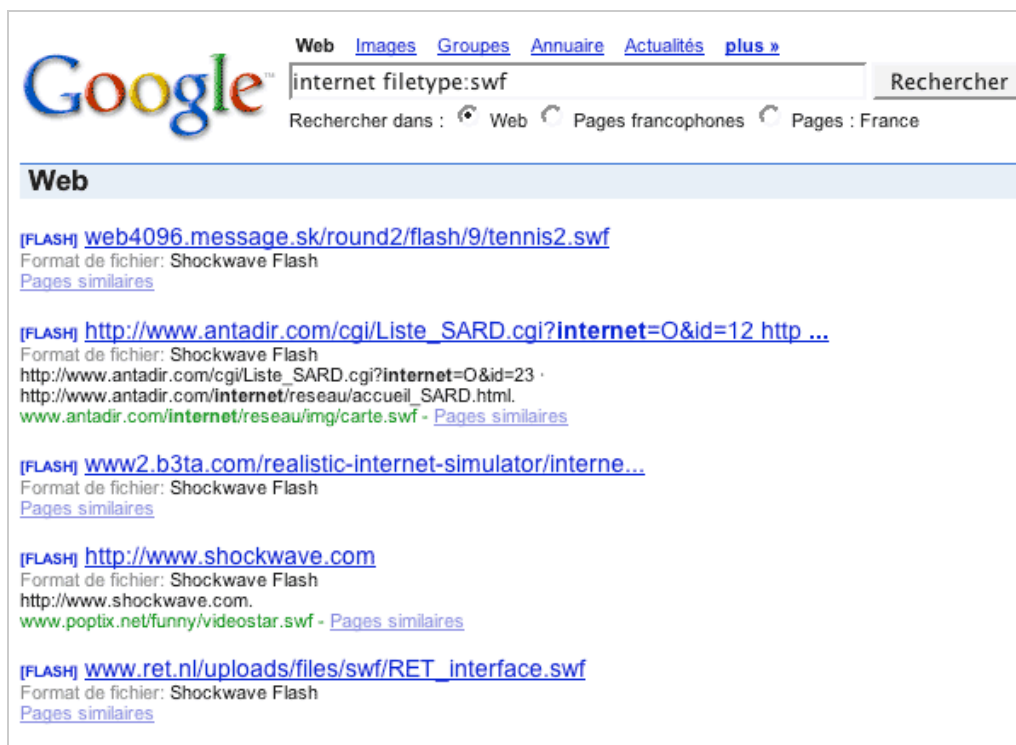 Web Images Groupes Annuaire Actualités plus »
Google™
internet filetype:swf Rechercher
Rechercher dans : Web Pages francophones Pages : France
Web
[FLASH] web4096.message.sk/round2/flash/9/tennis2.swf
Format de fichier: Shockwave Flash
Pages similaires
[FLASH] http://www.antadir.com/cgi/Liste_SARD.cgi?internet=O&id=12 http ...
Format de fichier: Shockwave Flash
http://www.antadir.com/cgi/Liste_SARD.cgi?internet=O&id=23 ·
http://www.antadir.com/internet/reseau/accueil_SARD.html.
www.antadir.com/internet/reseau/img/carte.swf - Pages similaires
[FLASH] www2.b3ta.com/realistic-internet-simulator/interne...
Format de fichier: Shockwave Flash
Pages similaires
[FLASH] http://www.shockwave.com
Format de fichier: Shockwave Flash
http://www.shockwave.com.
www.poptix.net/funny/videostar.swf - Pages similaires
[FLASH] www.ret.nl/uploads/files/swf/RET_interface.swf
Format de fichier: Shockwave Flash
Pages similaires